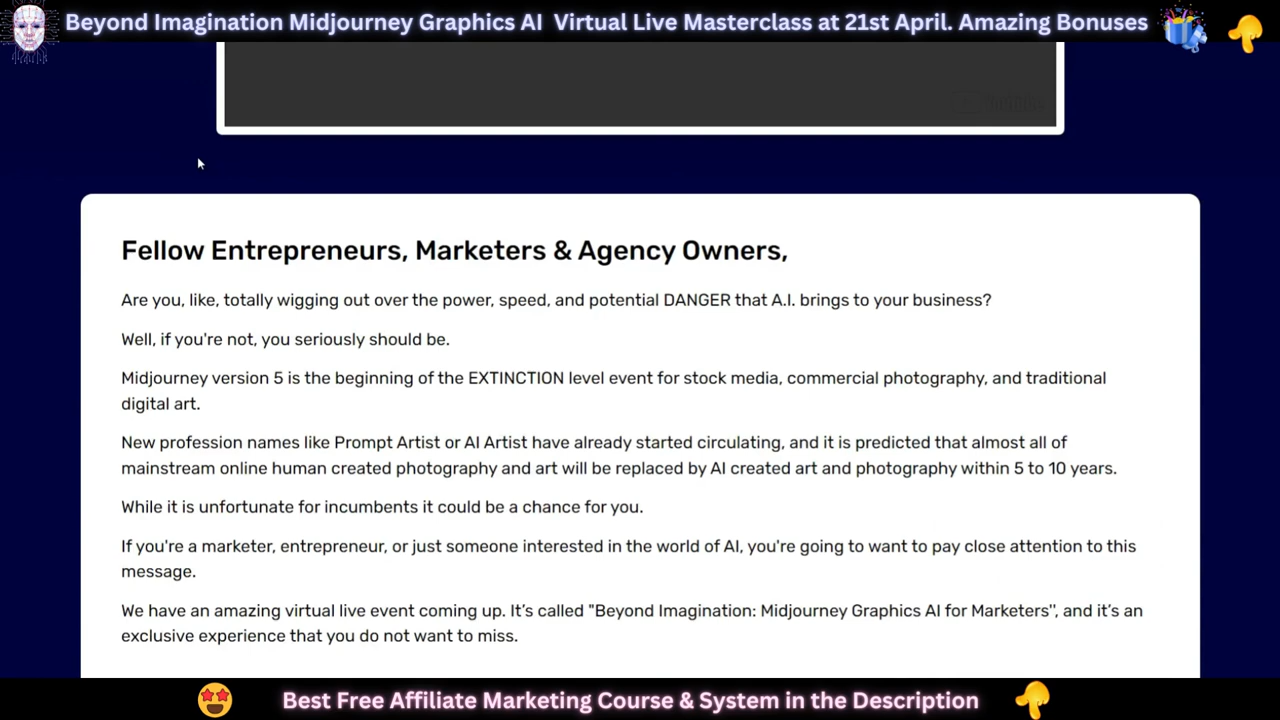 Beyond Imagination Midjourney Graphics AI Virtual Live Masterclass at 21st April. Amazing Bonuses
Fellow Entrepreneurs, Marketers & Agency Owners,
Are you, like, totally wigging out over the power, speed, and potential DANGER that A.I. brings to your business?
Well, if you're not, you seriously should be.
Midjourney version 5 is the beginning of the EXTINCTION level event for stock media, commercial photography, and traditional
digital art.
New profession names like Prompt Artist or AI Artist have already started circulating, and it is predicted that almost all of
mainstream online human created photography and art will be replaced by AI created art and photography within 5 to 10 years.
While it is unfortunate for incumbents it could be a chance for you.
If you're a marketer, entrepreneur, or just someone interested in the world of AI, you're going to want to pay close attention to this
message.
We have an amazing virtual live event coming up. It’s called "Beyond Imagination: Midjourney Graphics AI for Marketers", and it’s an
exclusive experience that you do not want to miss.
Best Free Affiliate Marketing Course & System in the Description